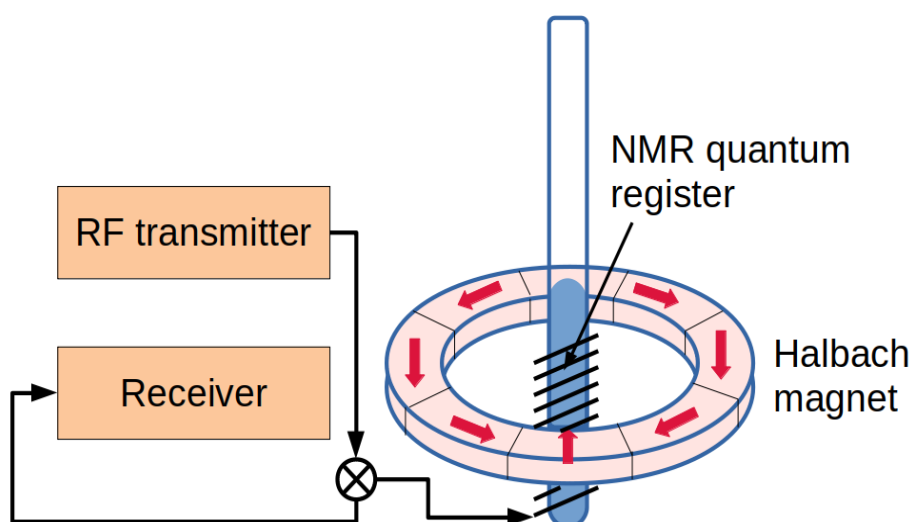 NMR quantum
register
RF transmitter
Receiver
Halbach
magnet